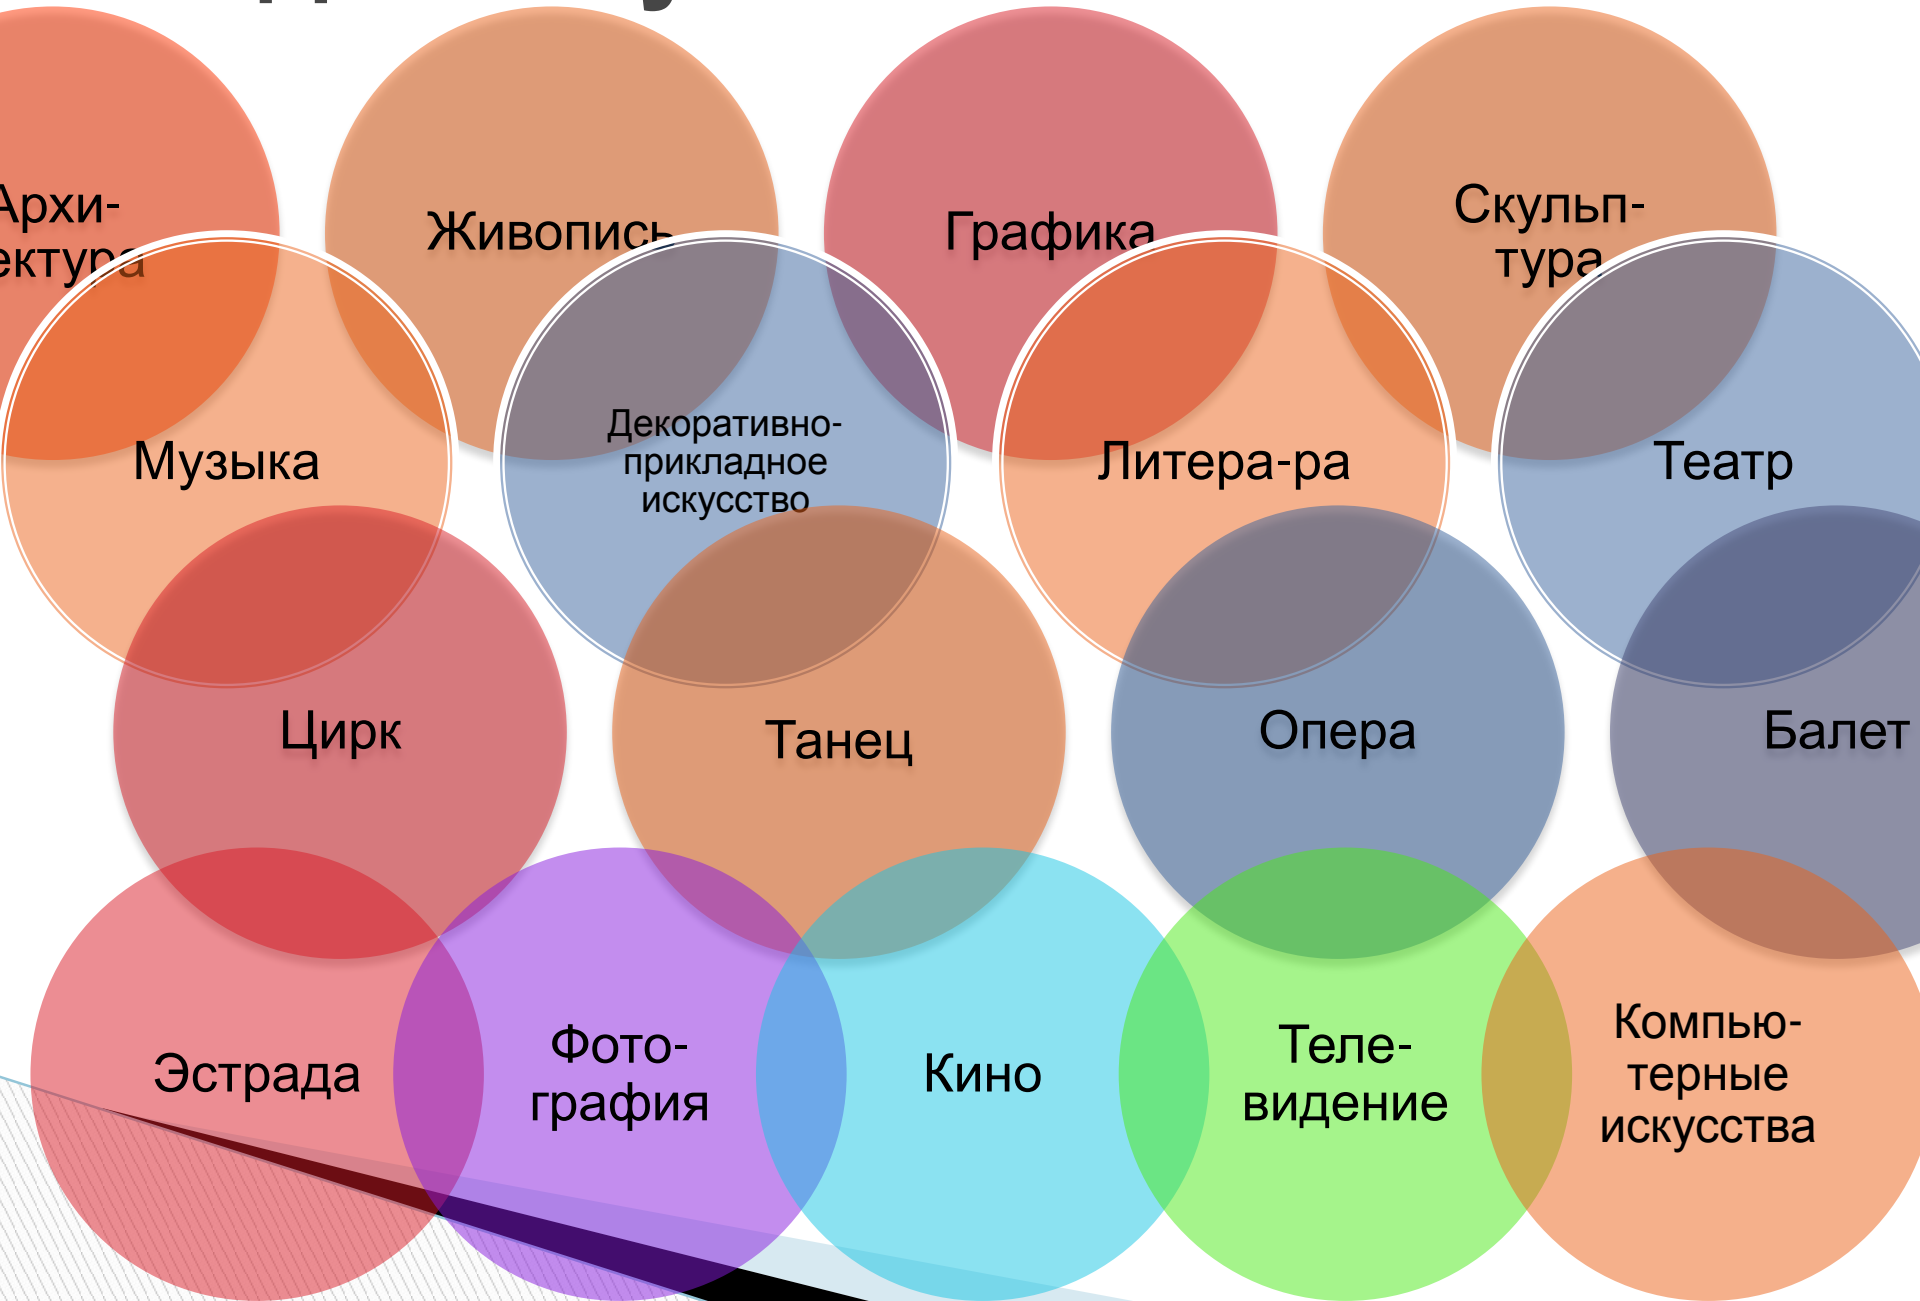 Архи-
ектура
Живопись
Графика
Скульп-
тура
Музыка
Декоративно-
прикладное
искусство
Литера-ра
Театр
Цирк
Танец
Опера
Балет
Эстрада
Фото-
графия
Кино
Теле-
видение
Компью-
терные
искусства